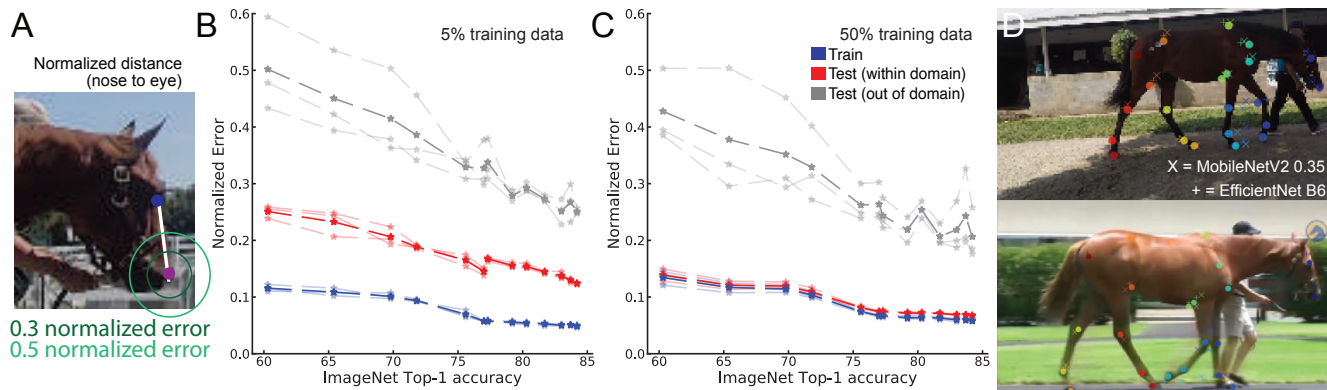 A
Normalized distance
(nose to eye)
0.3 normalized error
0.5 normalized error
B
5% training data
Normalized Error
0.6
0.5
0.4
0.3
0.2
0.1
0.0
60
65
70
75
80
85
ImageNet Top-1 accuracy
C
50% training data
Train
Test (within domain)
Test (out of domain)
Normalized Error
0.6
0.5
0.4
0.3
0.2
0.1
0.0
60
65
70
75
80
85
ImageNet Top-1 accuracy
D
X = MobileNetV2 0.35
+ = EfficientNet B6